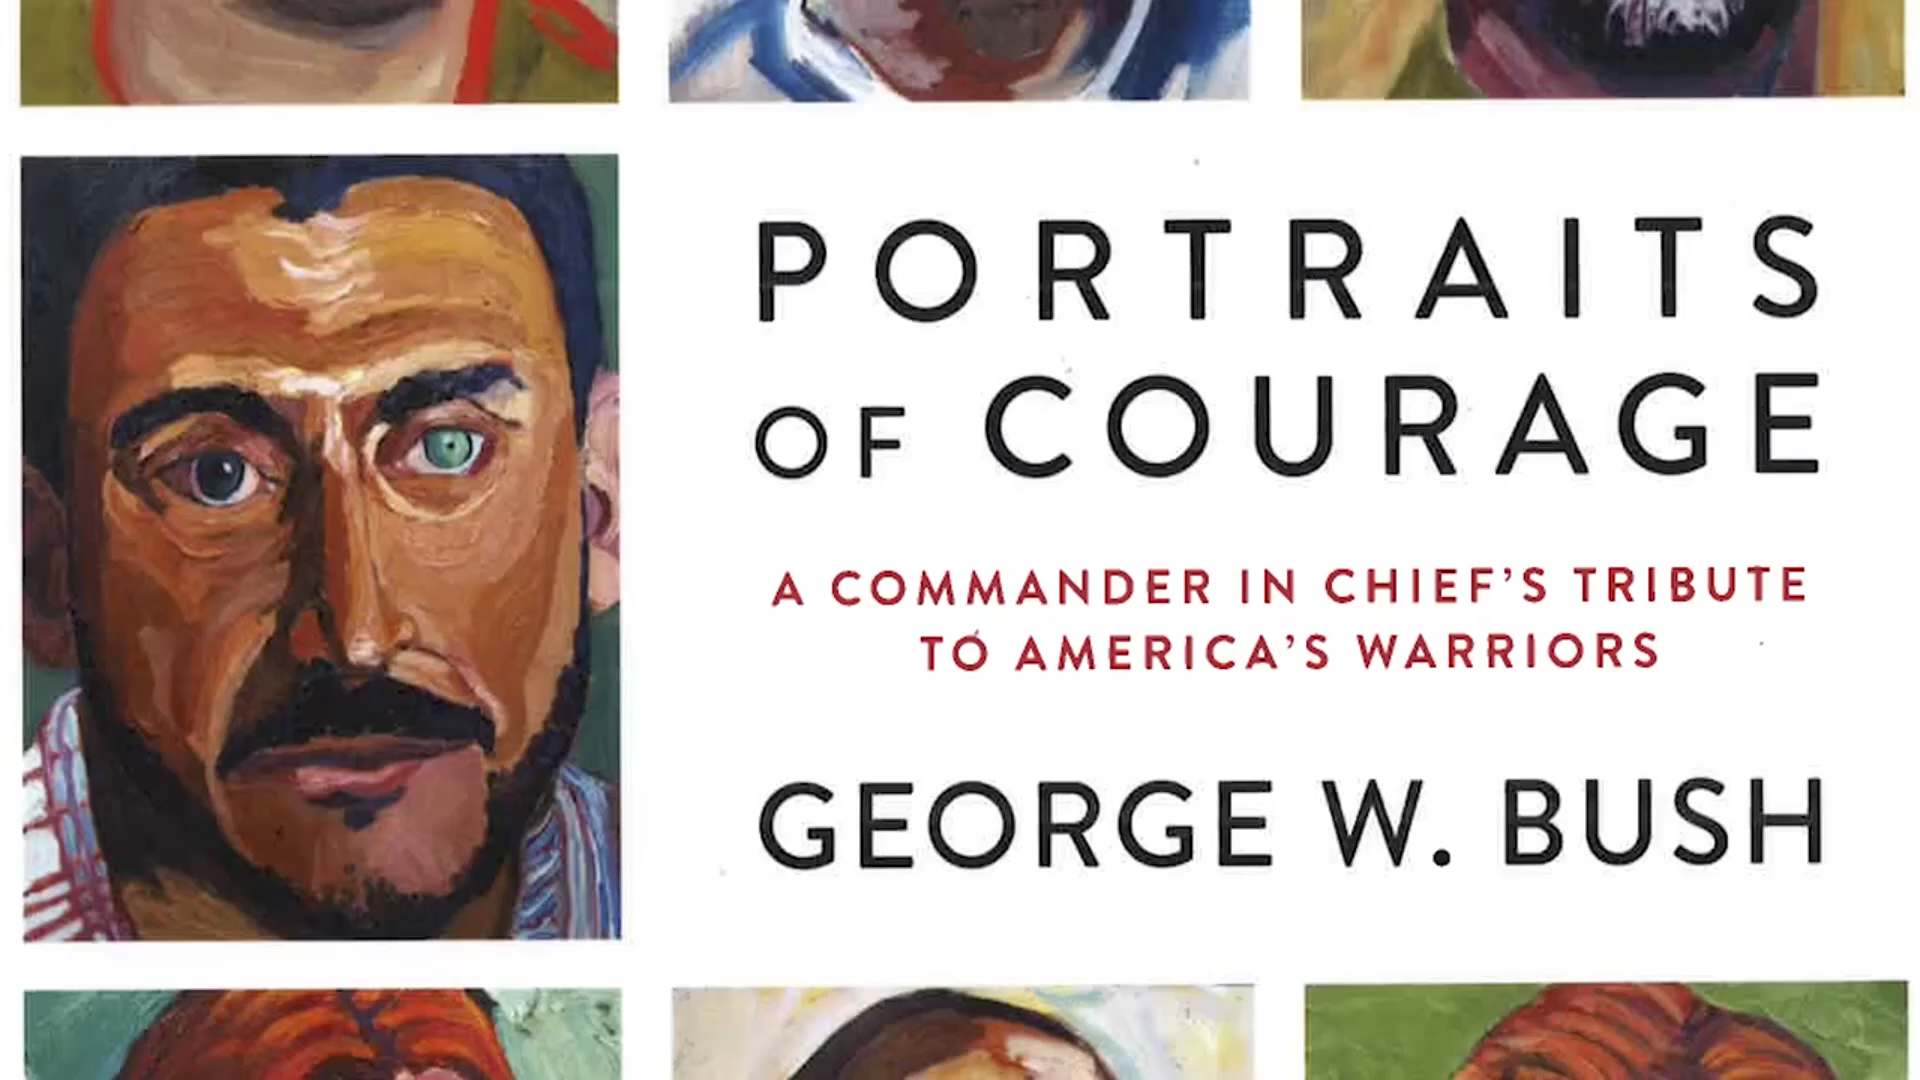 PORTRAITS
OF COURAGE
A COMMANDER IN CHIEF'S TRIBUTE
TO AMERICA'S WARRIORS
GEORGE W. BUSH